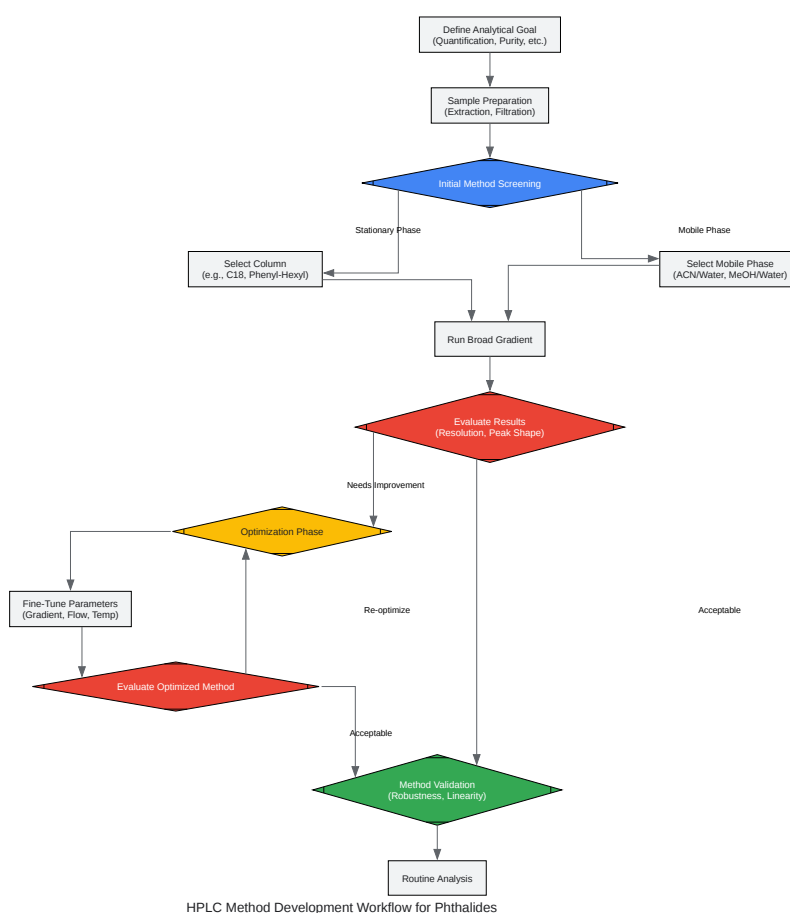 Define Analytical Goal
(Quantification, Purity, etc.)
Sample Preparation
(Extraction, Filtration)
Initial Method Screening
Stationary Phase
Mobile Phase
Select Column
(e.g., C18, Phenyl-Hexyl)
Select Mobile Phase
(ACN/Water, MeOH/Water)
Run Broad Gradient
Evaluate Results
(Resolution, Peak Shape)
Needs Improvement
Optimization Phase
Fine-Tune Parameters
(Gradient, Flow, Temp)
Re-optimize
Acceptable
Evaluate Optimized Method
Acceptable
Method Validation
(Robustness, Linearity)
Routine Analysis
HPLC Method Development Workflow for Phthalides